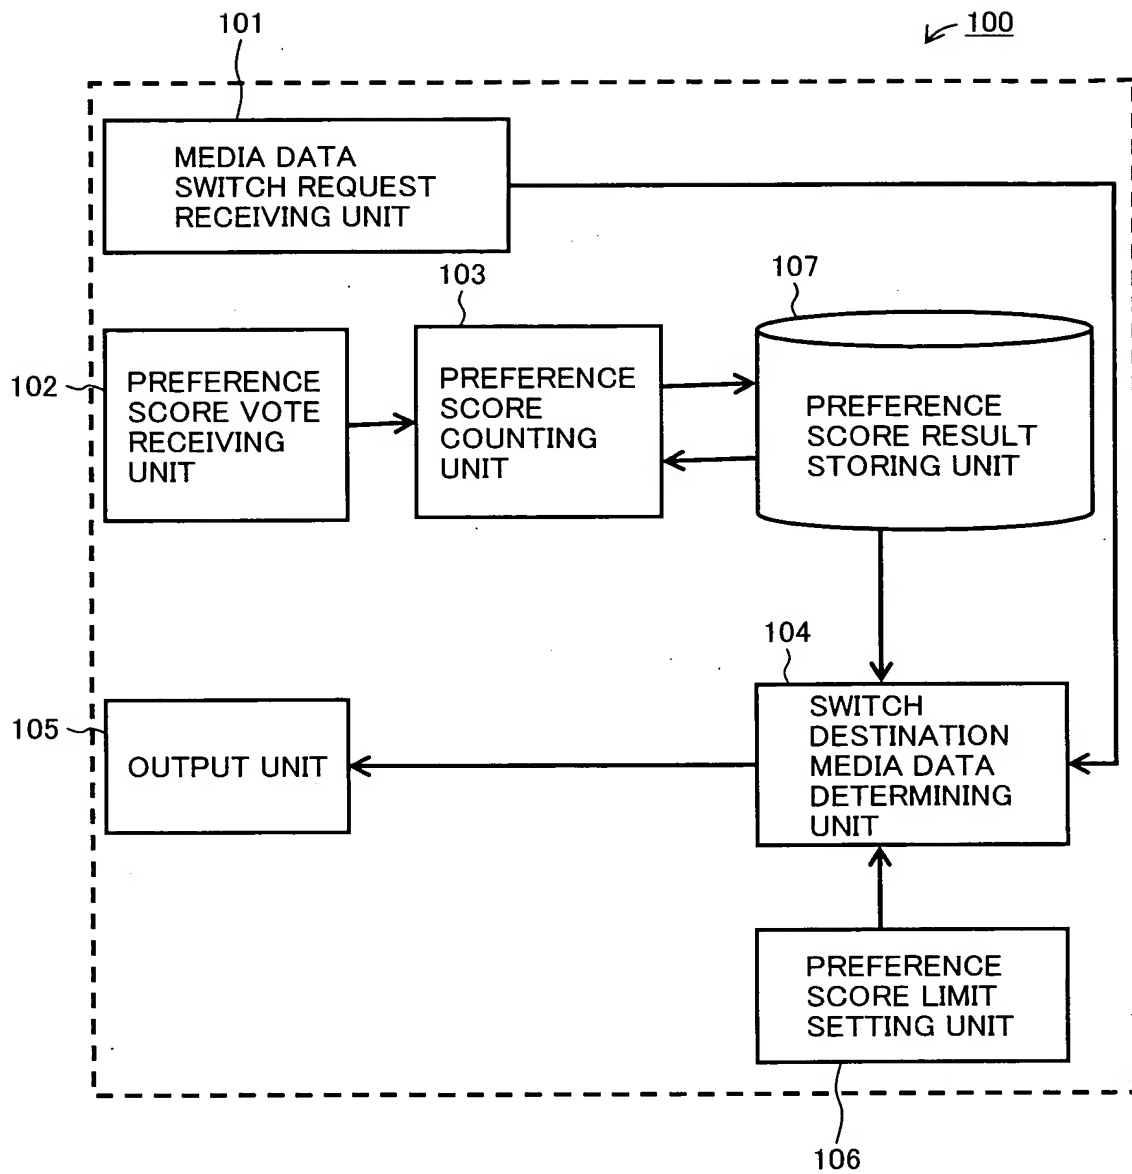 101
100
MEDIA DATA
SWITCH REQUEST
RECEIVING UNIT
103
107
102
PREFERENCE
SCORE VOTE
RECEIVING
UNIT
PREFERENCE
SCORE
COUNTING
UNIT
PREFERENCE
SCORE RESULT
STORING UNIT
104
105
OUTPUT UNIT
SWITCH
DESTINATION
MEDIA DATA
DETERMINING
UNIT
PREFERENCE
SCORE LIMIT
SETTING UNIT
106